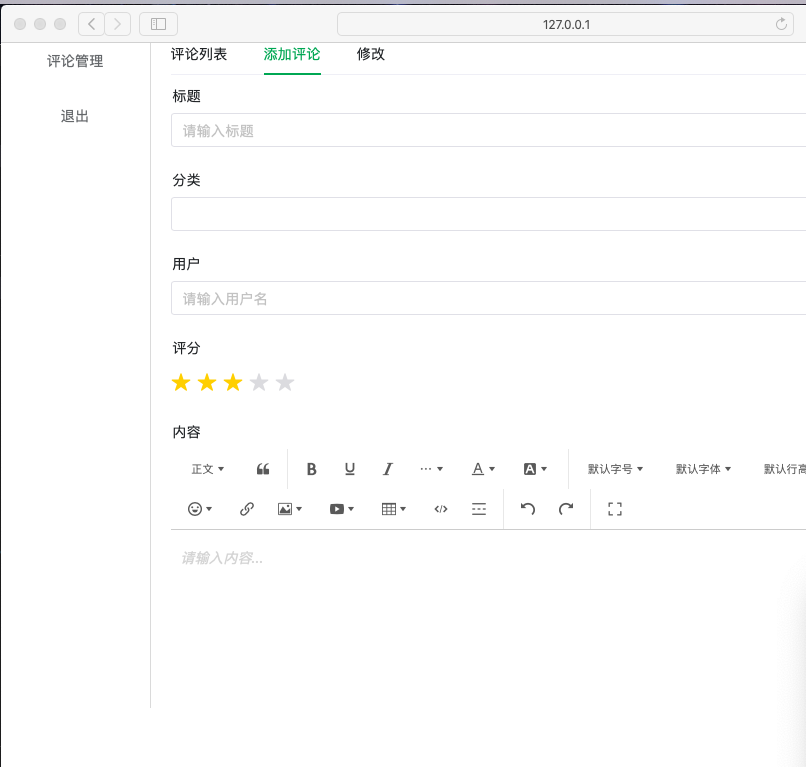 127.0.0.1
评论管理
退出
评论列表 添加评论 修改
标题
请输入标题
分类
用户
请输入用户名
评分
内容
正文 B U I ... A A 默认字号 默认字体 默认行高
请输入内容...